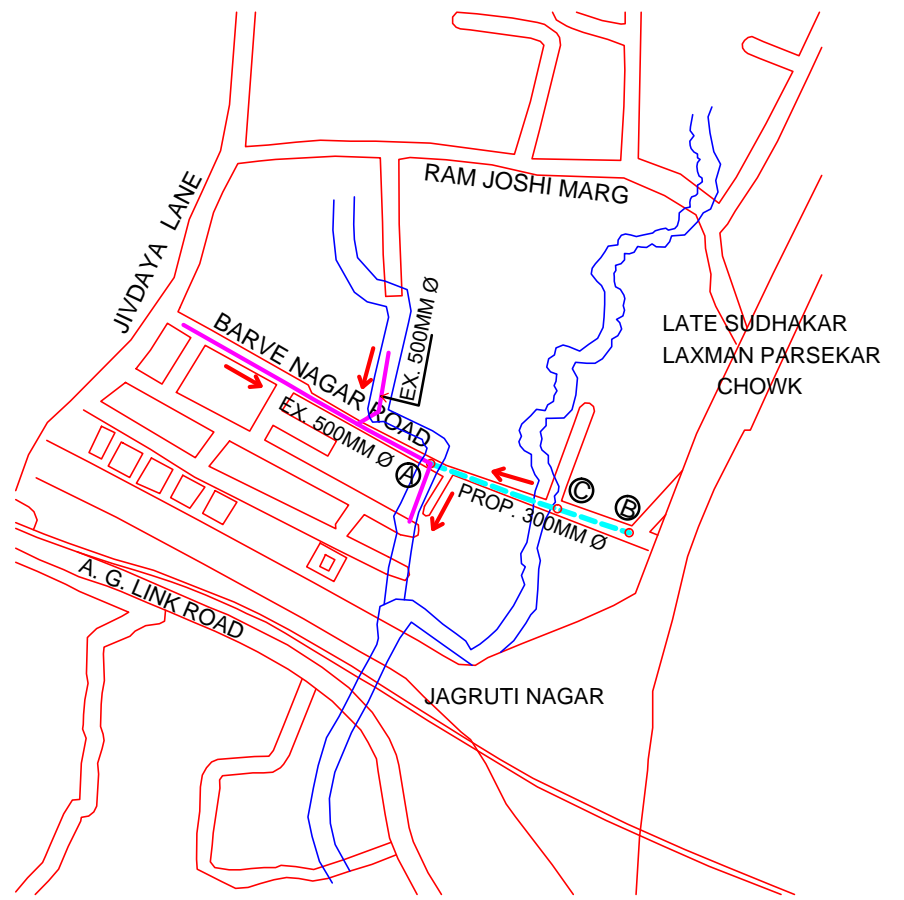 RAM JOSHI MARG
JIVDAYA LANE
EX. 500MM Ø
LATE SUDHAKAR
LAXMAN PARSEKAR
CHOWK
BARVE NAGAR ROAD
EX. 500MM Ø
A
C
B
PROP. 300MM Ø
A. G. LINK ROAD
JAGRUTI NAGAR